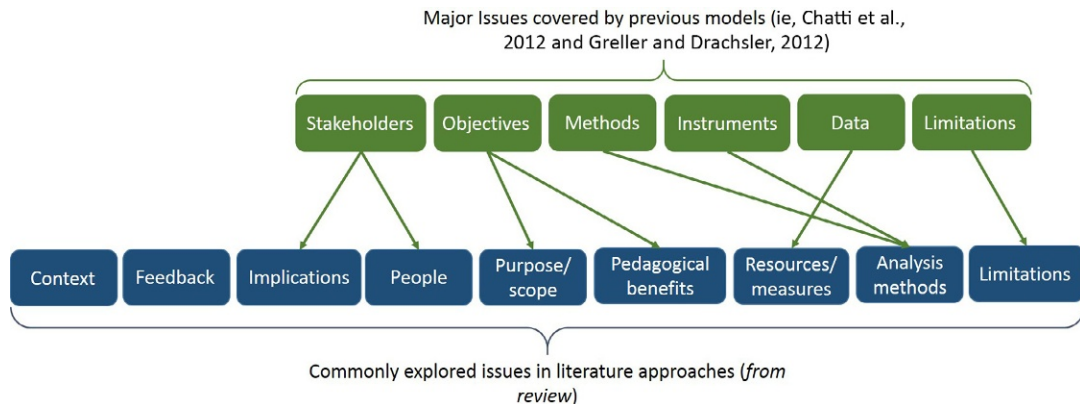 Major Issues covered by previous models (ie, Chatti et al.,
2012 and Greller and Drachsler, 2012)
Stakeholders
Objectives
Methods
Instruments
Data
Limitations
Context
Feedback
Implications
People
Purpose/
scope
Pedagogical
benefits
Resources/
measures
Analysis
methods
Limitations
Commonly explored issues in literature approaches (from
review)